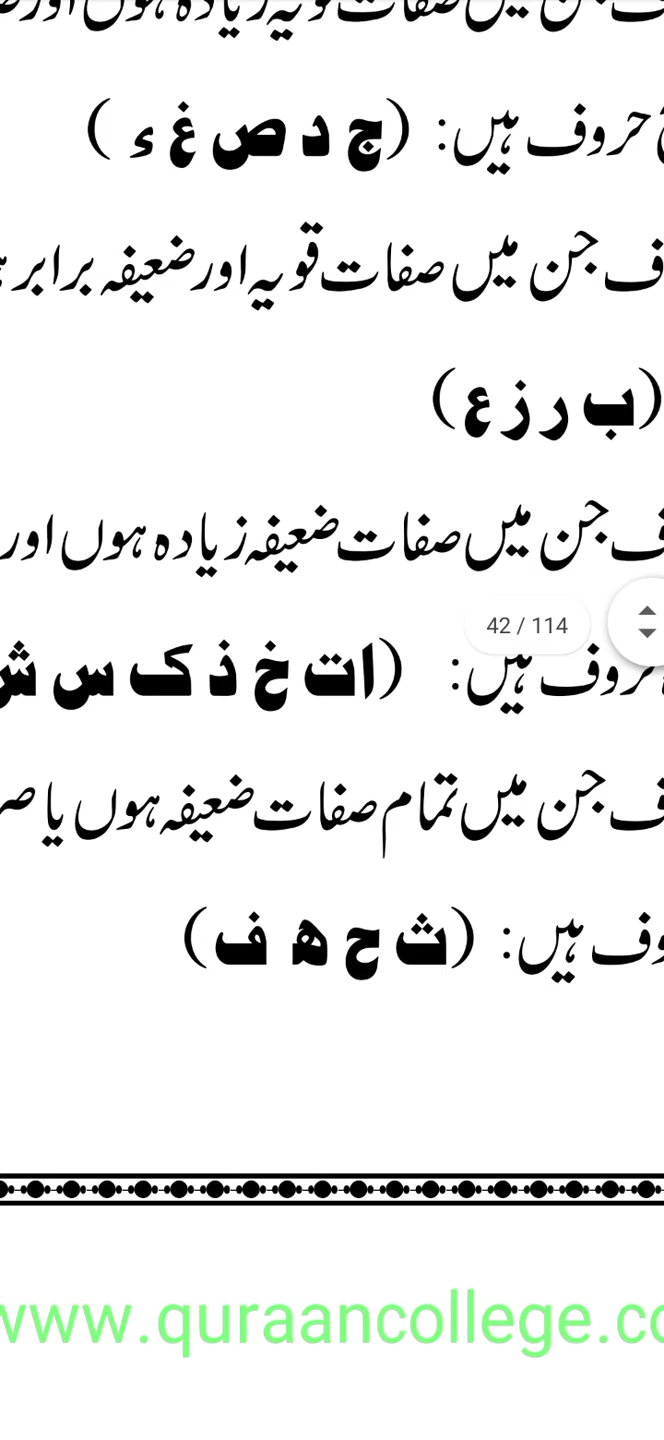 جن میں صفات قویہ زیادہ ہوں اور
حروف ہیں: (ج د ص غ ء )
ف جن میں صفات قویہ اور ضعیفہ برابر
(ب ر ز ع)
ف جن میں صفات ضعیفہ زیادہ ہوں اور
42 / 114
حروف ہیں: (ا ت خ ذ ک س ش
ف جن میں تمام صفات ضعیفہ ہوں یا صر
وف ہیں: (ث ح ھ ف)
www.quraancollege.co